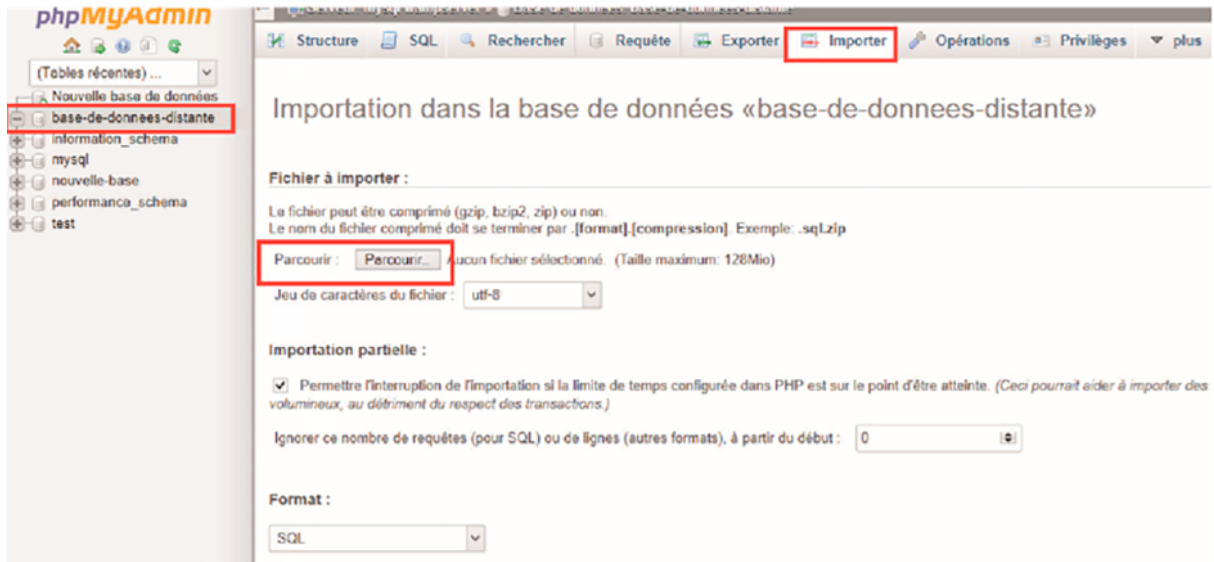 phpMyAdmin
(Tables récentes) ...
Nouvelle base de données
base-de-donnees-distante
information_schema
mysql
nouvelle-base
performance_schema
test
Structure
SQL
Rechercher
Requête
Exporter
Importer
Opérations
Privilèges
plus
Importation dans la base de données «base-de-donnees-distante»
Fichier à importer :
Le fichier peut être comprimé (gzip, bzip2, zip) ou non.
Le nom du fichier comprimé doit se terminer par .[format].[compression]. Exemple: .sql.zip
Parcourir : Parcourir... Aucun fichier sélectionné. (Taille maximum: 128Mio)
Jeu de caractères du fichier : utf-8
Importation partielle :
Permettre l'interruption de l'importation si la limite de temps configurée dans PHP est sur le point d'être atteinte. (Ceci pourrait aider à importer des
volumineux, au détriment du respect des transactions.)
Ignorer ce nombre de requêtes (pour SQL) ou de lignes (autres formats), à partir du début : 0
Format :
SQL